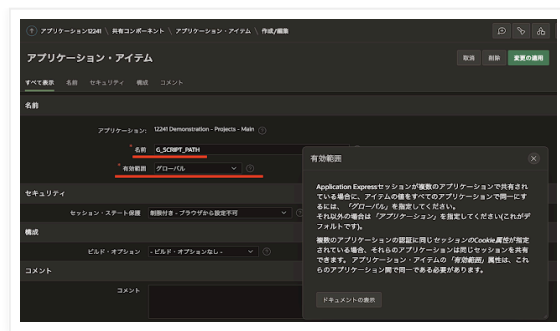 アプリケーション12241 \ 共有コンポーネント \ アプリケーション・アイテム \ 作成/編集
アプリケーション・アイテム
取消 削除 変更の適用
すべて表示 名前 セキュリティ 構成 コメント
名前
アプリケーション: 12241 Demonstration - Projects - Main
* 名前 G_SCRIPT_PATH
* 有効範囲 グローバル
セキュリティ
セッション・ステート保護 制限付き - ブラウザから設定不可
構成
ビルド・オプション - ビルド・オプションなし -
コメント
コメント
有効範囲
Application Expressセッションが複数のアプリケーションで共有され
ている場合に、アイテムの値をすべてのアプリケーションで同一にす
るには、「グローバル」を指定してください。
それ以外の場合は「アプリケーション」を指定してください(これがデ
フォルトです)。
複数のアプリケーションの認証に同じセッションのCookie属性が指定
されている場合、それらのアプリケーションは同じセッションを共有
できます。アプリケーション・アイテムの「有効範囲」属性は、これ
らのアプリケーション間で同一である必要があります。
ドキュメントの表示